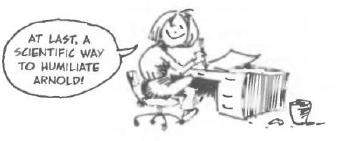 AT LAST, A
SCIENTIFIC WAY
TO HUMILIATE
ARNOLD!